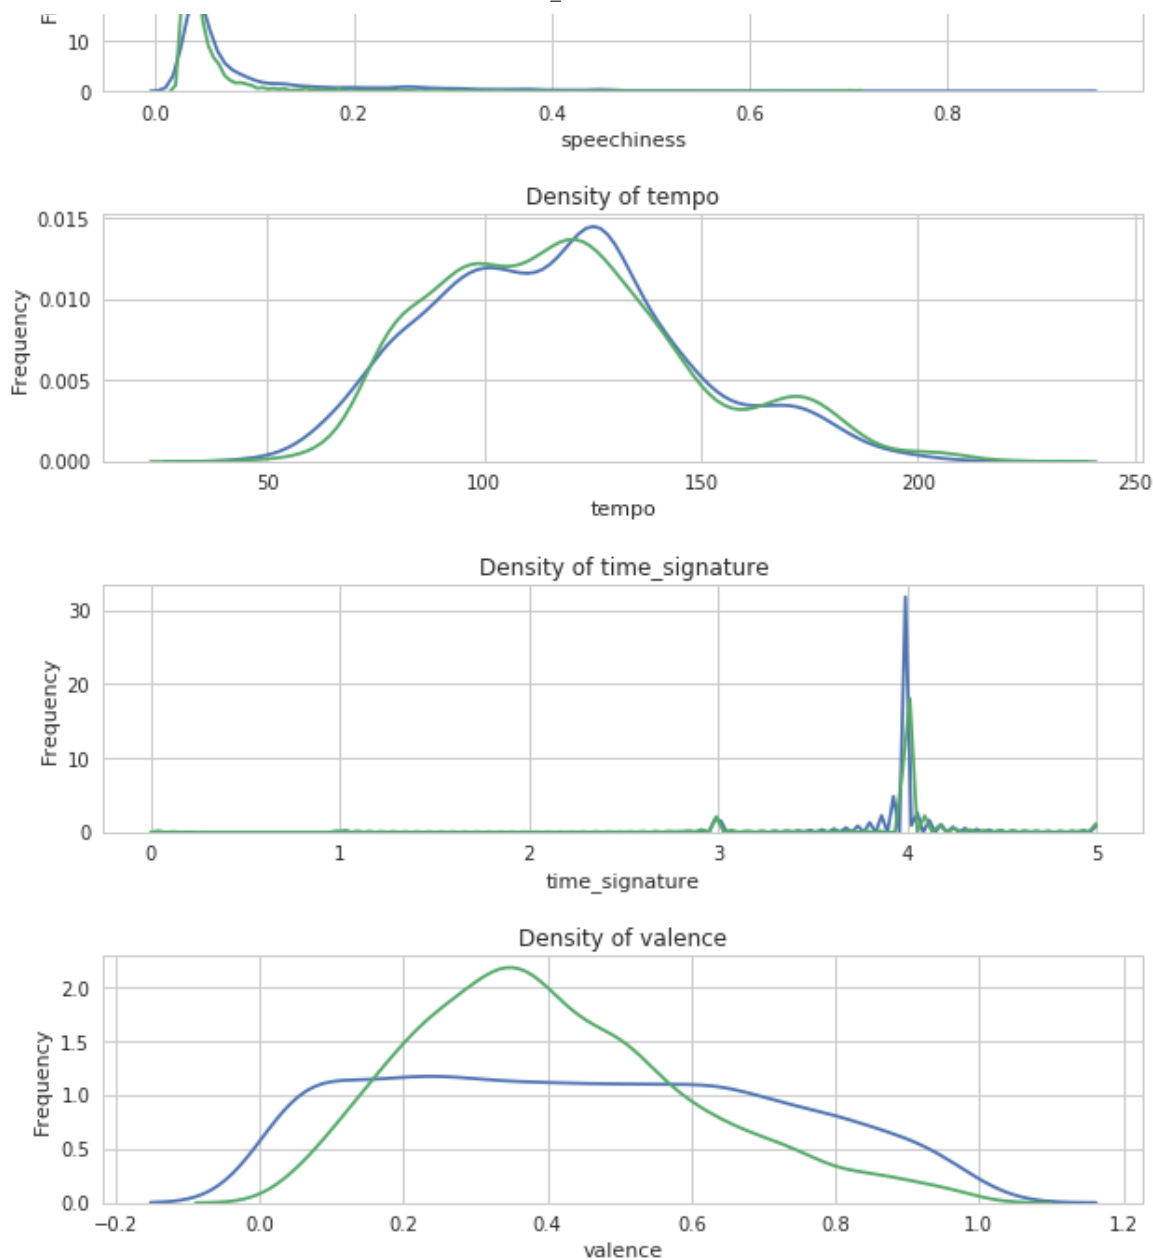 10
0
0.0 0.2 0.4 0.6 0.8
speechiness
Density of tempo
0.015
0.010
0.005
0.000
Frequency
50 100 150 200 250
tempo
Density of time_signature
30
20
10
0
Frequency
0 1 2 3 4 5
time_signature
Density of valence
2.0
1.5
1.0
0.5
0.0
Frequency
−0.2 0.0 0.2 0.4 0.6 0.8 1.0 1.2
valence